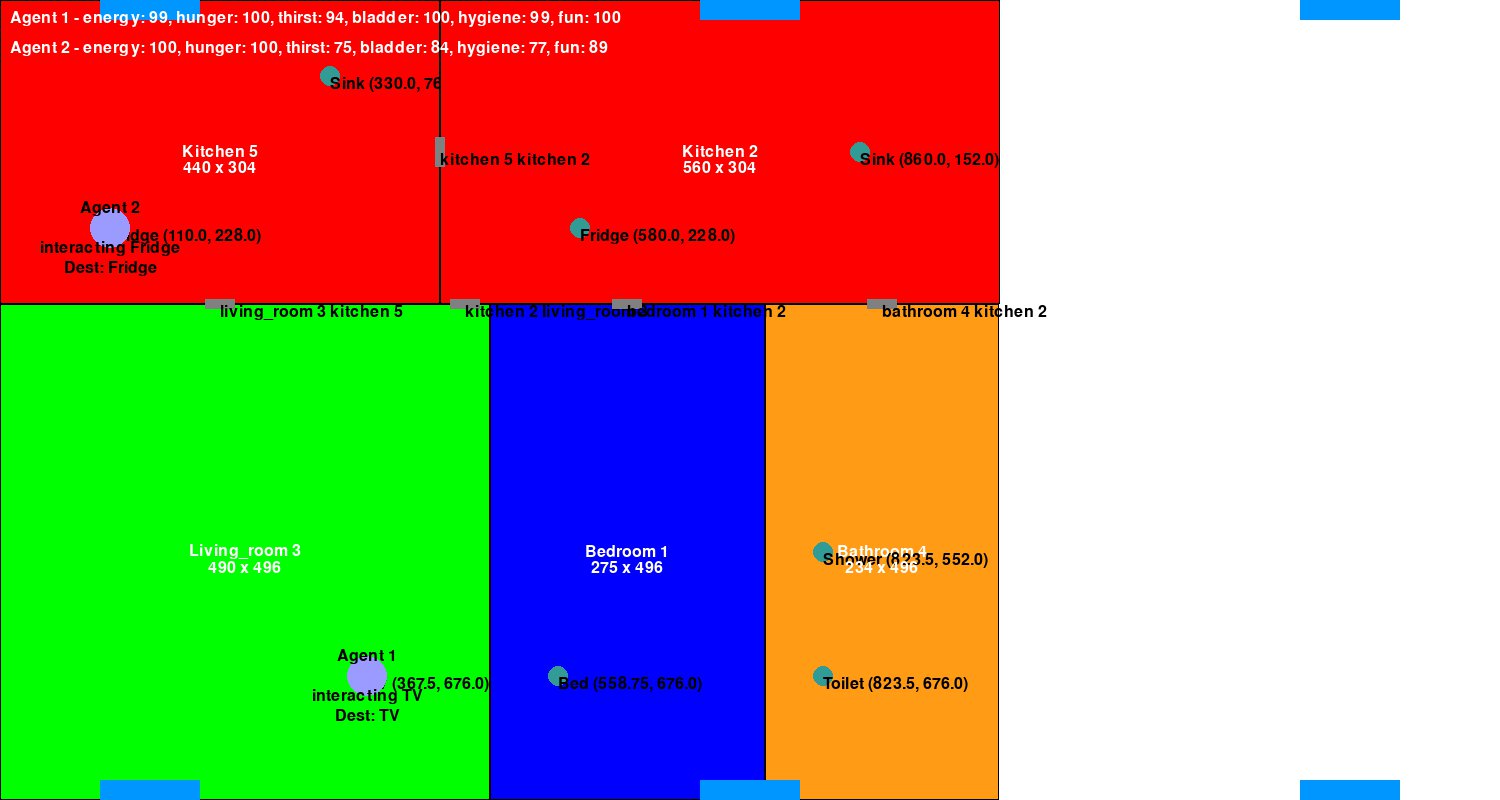 Agent 1 - energy: 99, hunger: 100, thirst: 94, bladder: 100, hygiene: 99, fun: 100
Agent 2 - energy: 100, hunger: 100, thirst: 75, bladder: 84, hygiene: 77, fun: 89
Sink (330.0, 76
Kitchen 5
440 x 304
kitchen 5 kitchen 2
Kitchen 2
560 x 304
Sink (860.0, 152.0)
Agent 2
dge (110.0, 228.0)
interacting Fridge
Dest: Fridge
Fridge (580.0, 228.0)
living_room 3 kitchen 5
kitchen 2 living_room 3
bedroom 1 kitchen 2
bathroom 4 kitchen 2
Living_room 3
490 x 496
Bedroom 1
275 x 496
Bathroom 4
234 x 496
Shower (823.5, 552.0)
Agent 1
(367.5, 676.0)
interacting TV
Dest: TV
Bed (558.75, 676.0)
Toilet (823.5, 676.0)